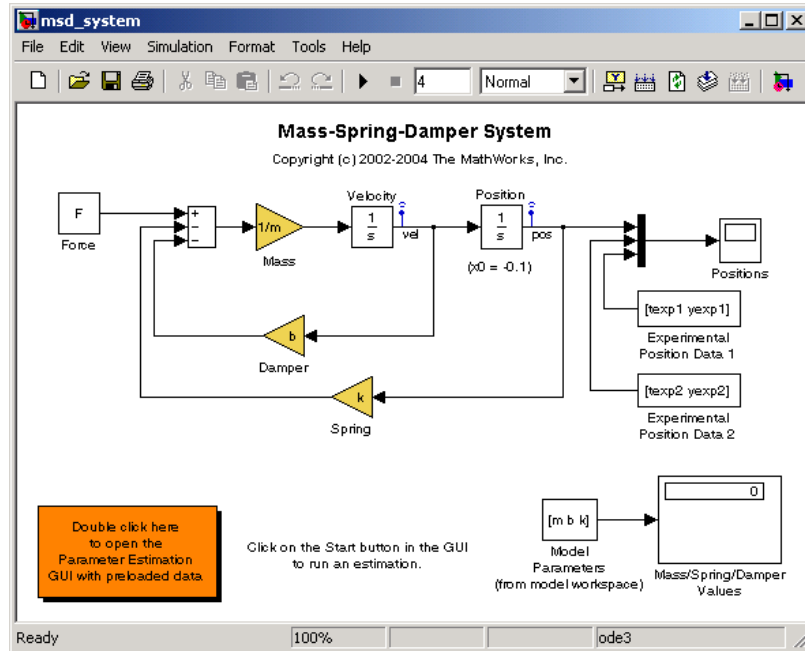 msd_system
File Edit View Simulation Format Tools Help
4 Normal
Mass-Spring-Damper System
Copyright (c) 2002-2004 The MathWorks, Inc.
Velocity Position
F + − − 1/m 1 s vel 1 s pos
Force
Mass
(x0 = -0.1)
Positions
[texp1 yexp1]
b
Experimental
Position Data 1
Damper
k
[texp2 yexp2]
Spring
Experimental
Position Data 2
0
Double click here
to open the
Parameter Estimation
GUI with preloaded data
Click on the Start button in the GUI
to run an estimation.
[m b k]
Model
Parameters
(from model workspace)
Mass/Spring/Damper
Values
Ready 100% ode3